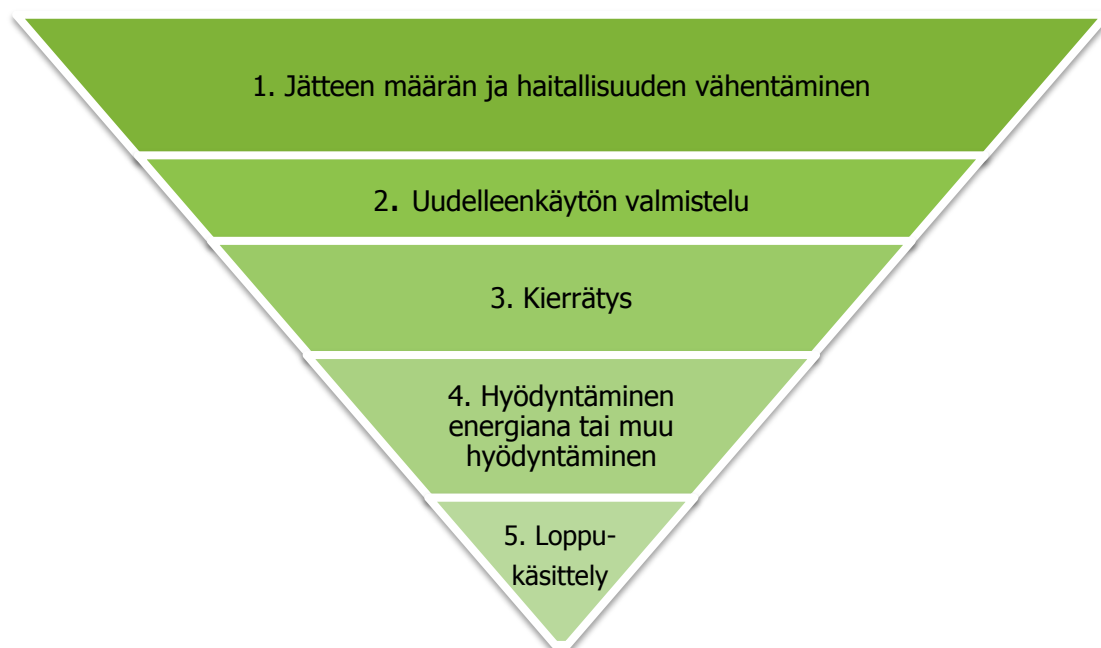 1. Jätteen määrän ja haitallisuuden vähentäminen
2. Uudelleenkäytön valmistelu
3. Kierrätys
4. Hyödyntäminen
energiana tai muu
hyödyntäminen
5. Loppu-
käsittely